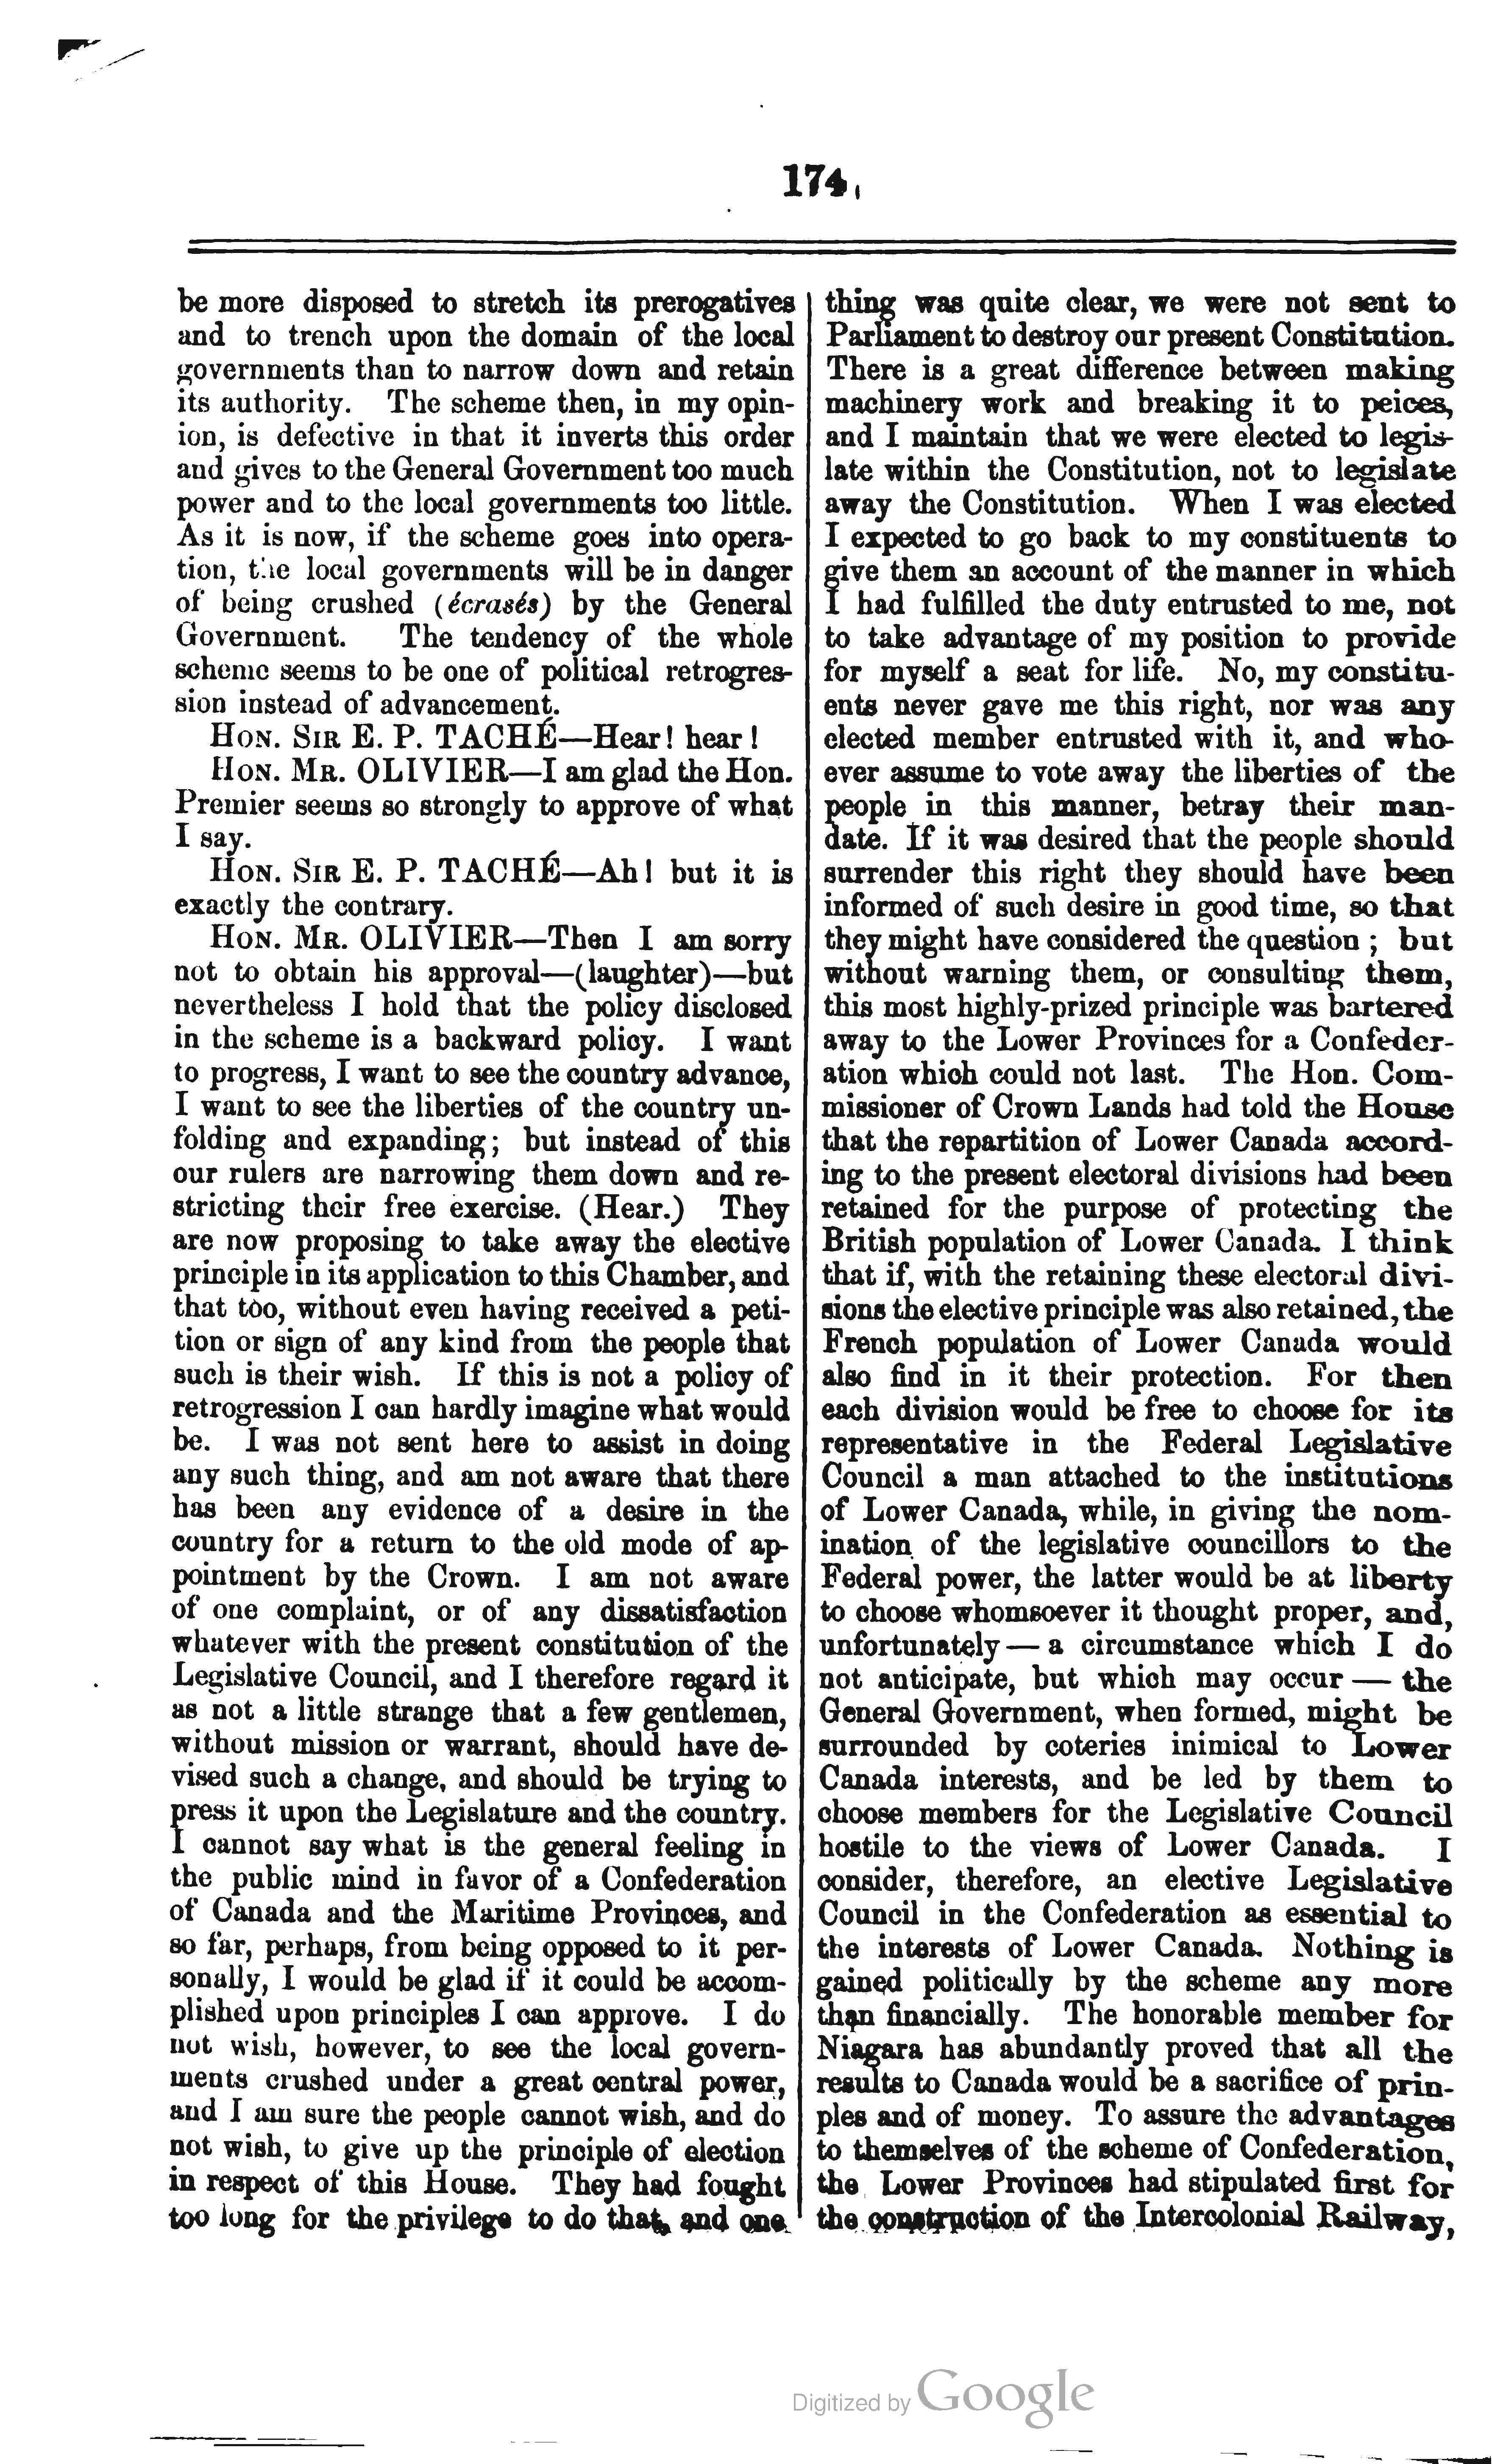 174
be more disposed to stretch its prerogatives
and to trench upon the domain of the local
governments than to narrow down and retain
its authority. The scheme then, in my opin-
ion, is defective in that it inverts this order
and gives to the General Government too much
power and to the local governments too little.
As it is now, if the scheme goes into opera-
tion, the local governments will be in danger
of being crushed (écrasés) by the General
Government. The tendency of the whole
scheme seems to be one of political retrogres-
sion instead of advancement.
HON. SIR E. P. TACHÉ—Hear! hear!
HON. MR. OLIVIER—I am glad the Hon.
Premier seems so strongly to approve of what
I say.
HON. SIR E. P. TACHÉ—Ah! but it is
exactly the contrary.
HON. MR. OLIVIER—Then I am sorry
not to obtain his approval—(laughter)—but
nevertheless I hold that the policy disclosed
in the scheme is a backward policy. I want
to progress, I want to see the country advance,
I want to see the liberties of the country un-
folding and expanding; but instead of this
our rulers are narrowing them down and re-
stricting their free exercise. (Hear.) They
are now proposing to take away the elective
principle in its application to this Chamber, and
that too, without even having received a peti-
tion or sign of any kind from the people that
such is their wish. If this is not a policy of
retrogression I can hardly imagine what would
be. I was not sent here to assist in doing
any such thing, and am not aware that there
has been any evidence of a desire in the
country for a return to the old mode of ap-
pointment by the Crown. I am not aware
of one complaint, or of any dissatisfaction
whatever with the present constitution of the
Legislative Council, and I therefore regard it
as not a little strange that a few gentlemen,
without mission or warrant, should have de-
vised such a change, and should be trying to
press it upon the Legislature and the country.
I cannot say what is the general feeling in
the public mind in favor of a Confederation
of Canada and the Maritime Provinces, and
so far, perhaps, from being opposed to it per-
sonally, I would be glad if it could be accom-
plished upon principles I can approve. I do
not wish, however, to see the local govern-
ments crushed under a great central power,
and I am sure the people cannot wish, and do
not wish, to give up the principle of election
in respect of this House. They had fought
too long for the privilege to do that, and one
thing was quite clear, we were not sent to
Parliament to destroy our present Constitution.
There is a great difference between making
machinery work and breaking it to peices,
and I maintain that we were elected to legis-
late within the Constitution, not to legislate
away the Constitution. When I was elected
I expected to go back to my constituents to
give them an account of the manner in which
I had fulfilled the duty entrusted to me, not
to take advantage of my position to provide
for myself a seat for life. No, my constitu-
ents never gave me this right, nor was any
elected member entrusted with it, and who-
ever assume to vote away the liberties of the
people in this manner, betray their man-
date. If it was desired that the people should
surrender this right they should have been
informed of such desire in good time, so that
they might have considered the question ; but
without warning them, or consulting them,
this most highly-prized principle was bartered
away to the Lower Provinces for a Confeder-
ation which could not last. The Hon. Com-
missioner of Crown Lands had told the House
that the repartition of Lower Canada accord-
ing to the present electoral divisions had been
retained for the purpose of protecting the
British population of Lower Canada. I think
that if, with the retaining these electoral divi-
sions the elective principle was also retained, the
French population of Lower Canada would
also find in it their protection. For then
each division would be free to choose for its
representative in the Federal Legislative
Council a man attached to the institutions
of Lower Canada, while, in giving the nom-
ination of the legislative councillors to the
Federal power, the latter would be at liberty
to choose whomsoever it thought proper, and,
unfortunately — a circumstance which I do
not anticipate, but which may occur — the
General Government, when formed, might be
surrounded by coteries inimical to Lower
Canada interests, and be led by them to
choose members for the Legislative Council
hostile to the views of Lower Canada. I
consider, therefore, an elective Legislative
Council in the Confederation as essential to
the interests of Lower Canada. Nothing is
gained politically by the scheme any more
than financially. The honorable member for
Niagara has abundantly proved that all the
results to Canada would be a sacrifice of prin-
ples and of money. To assure the advantages
to themselves of the scheme of Confederation,
the Lower Provinces had stipulated first for
the construction of the Intercolonial Railway,
Digitized by Google